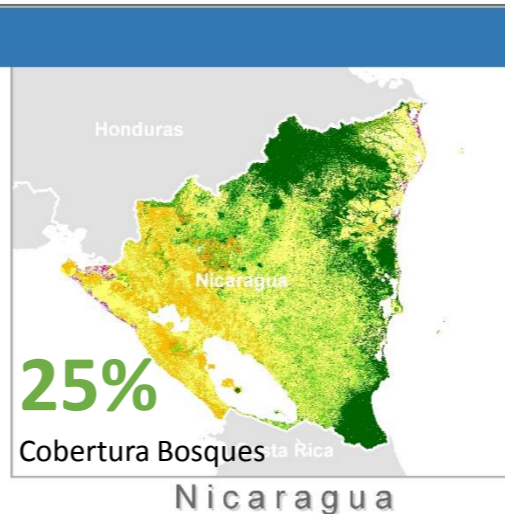 Honduras
Nicaragua
25%
Cobertura Bosques
Costa Rica
Nicaragua